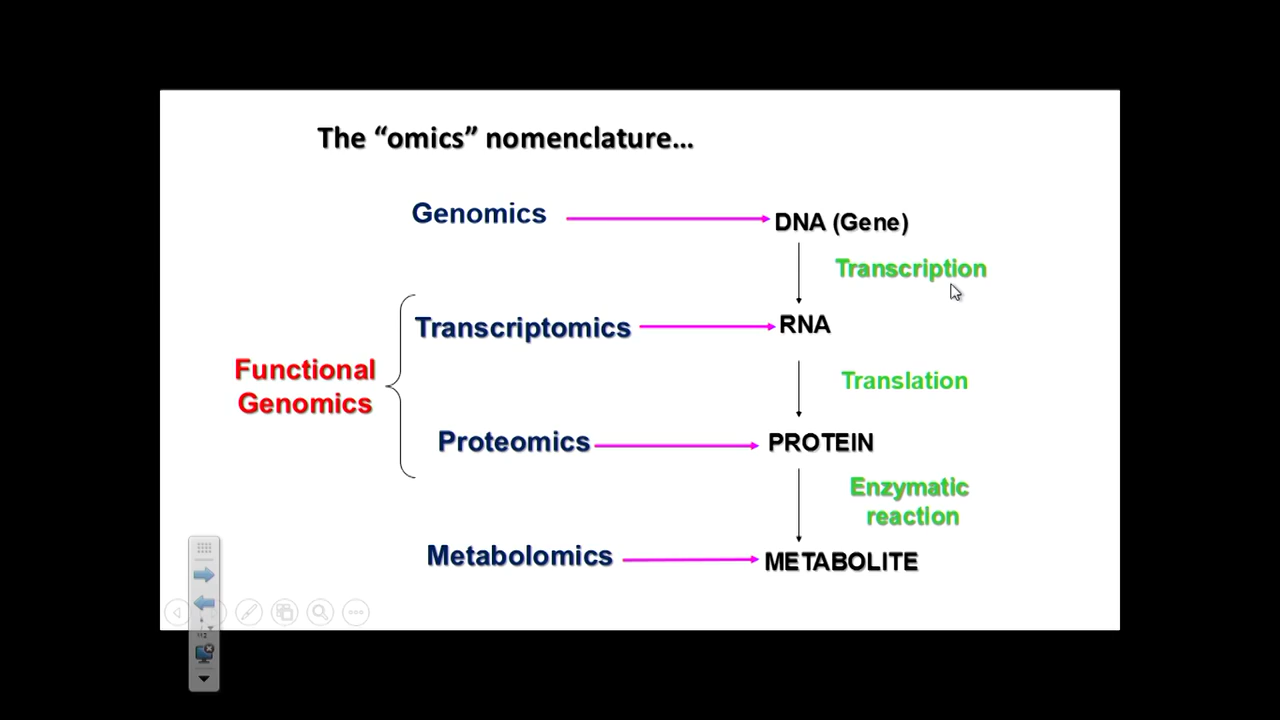 The “omics” nomenclature...
Genomics
DNA (Gene)
Transcription
Transcriptomics
RNA
Functional
Genomics
Translation
Proteomics
PROTEIN
Enzymatic
reaction
Metabolomics
METABOLITE